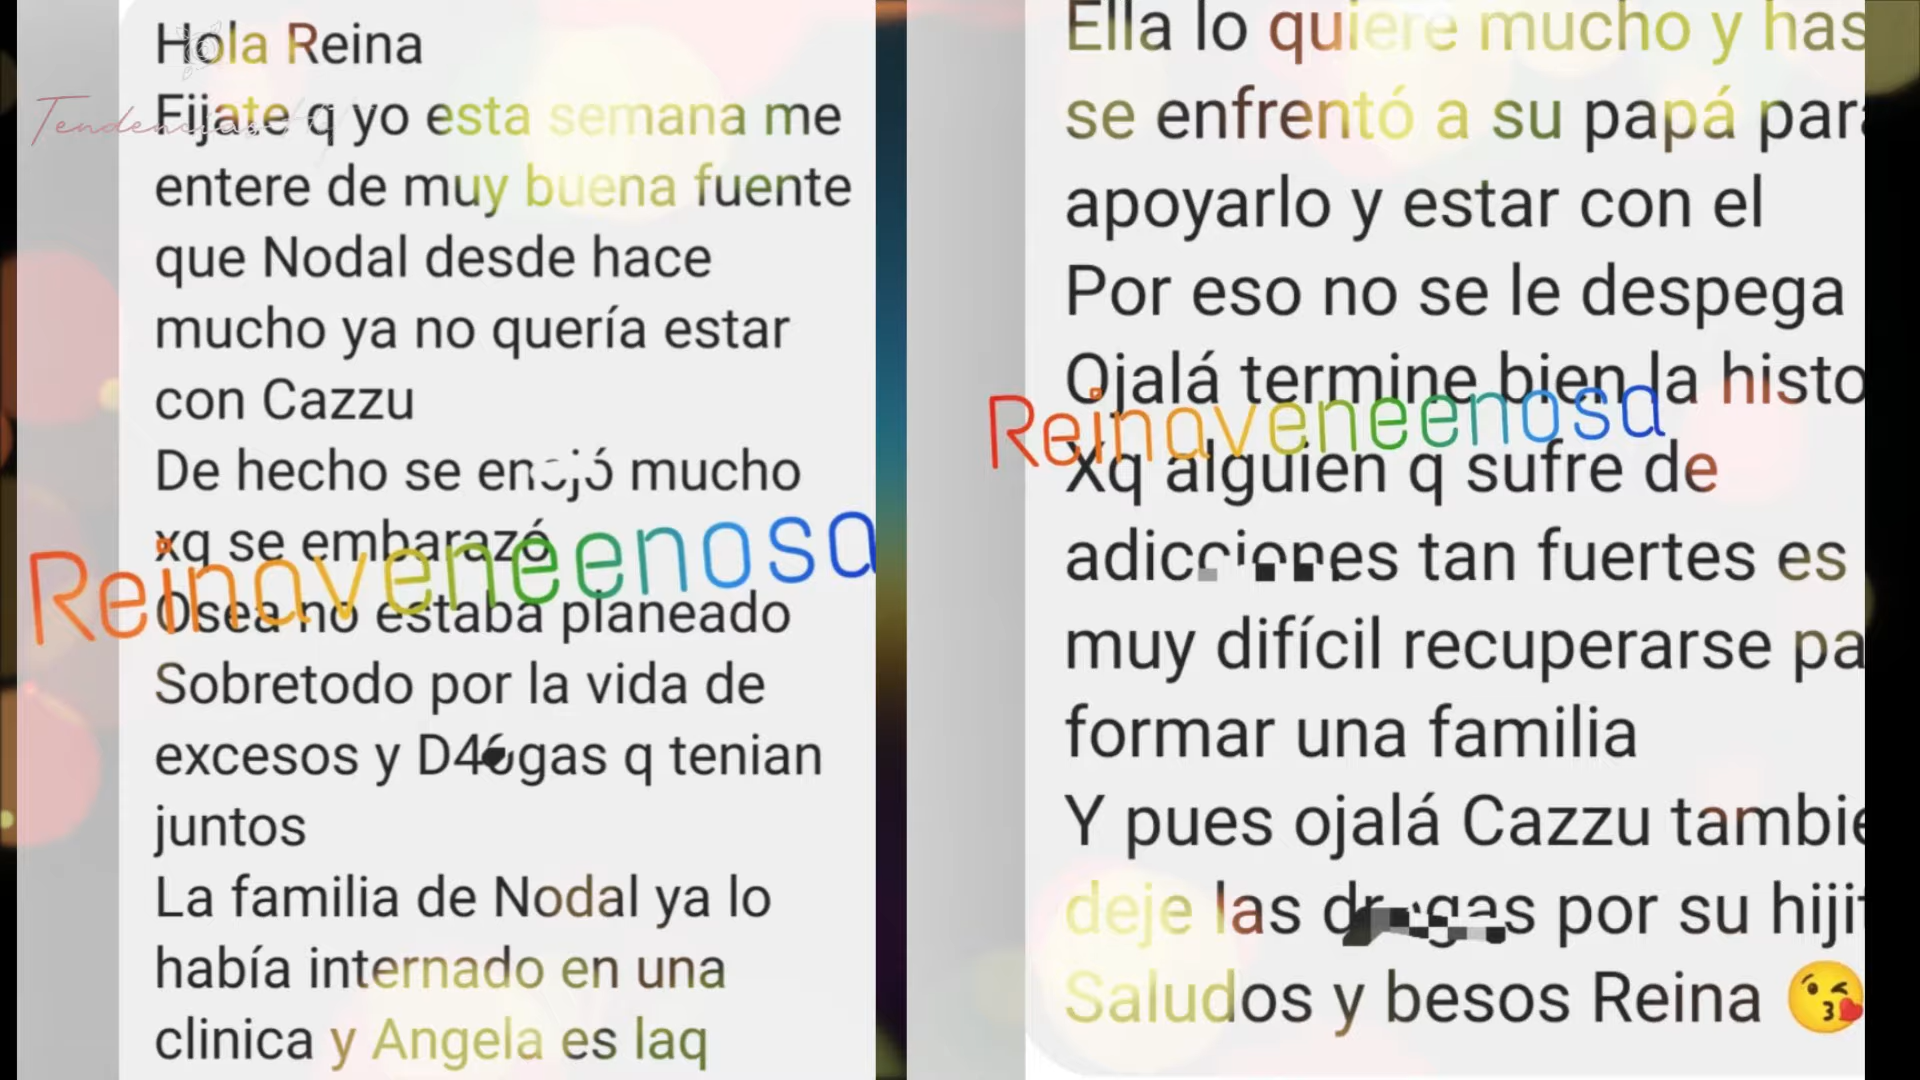 Hola Reina
Fijate q yo esta semana me
entere de muy buena fuente
que Nodal desde hace
mucho ya no quería estar
con Cazzu
De hecho se enojó mucho
xq se embarazó
Osea no estaba planeado
Sobretodo por la vida de
excesos y D4ógas q tenian
juntos
La familia de Nodal ya lo
había internado en una
clinica y Angela es laq
Tendencias
Reinaveneenosa
Ella lo quiere mucho y has
se enfrentó a su papá para
apoyarlo y estar con el
Por eso no se le despega
Ojalá termine bien la histo
Xq alguien q sufre de
adicciones tan fuertes es
muy difícil recuperarse pa
formar una familia
Y pues ojalá Cazzu tambie
deje las drogas por su hijit
Saludos y besos Reina 😘
Reinaveneenosa